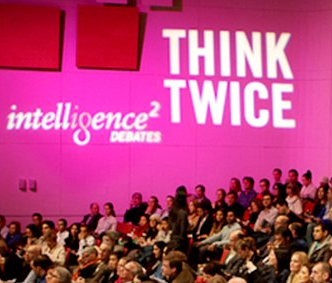 THINK
TWICE
intelligence²
DEBATES